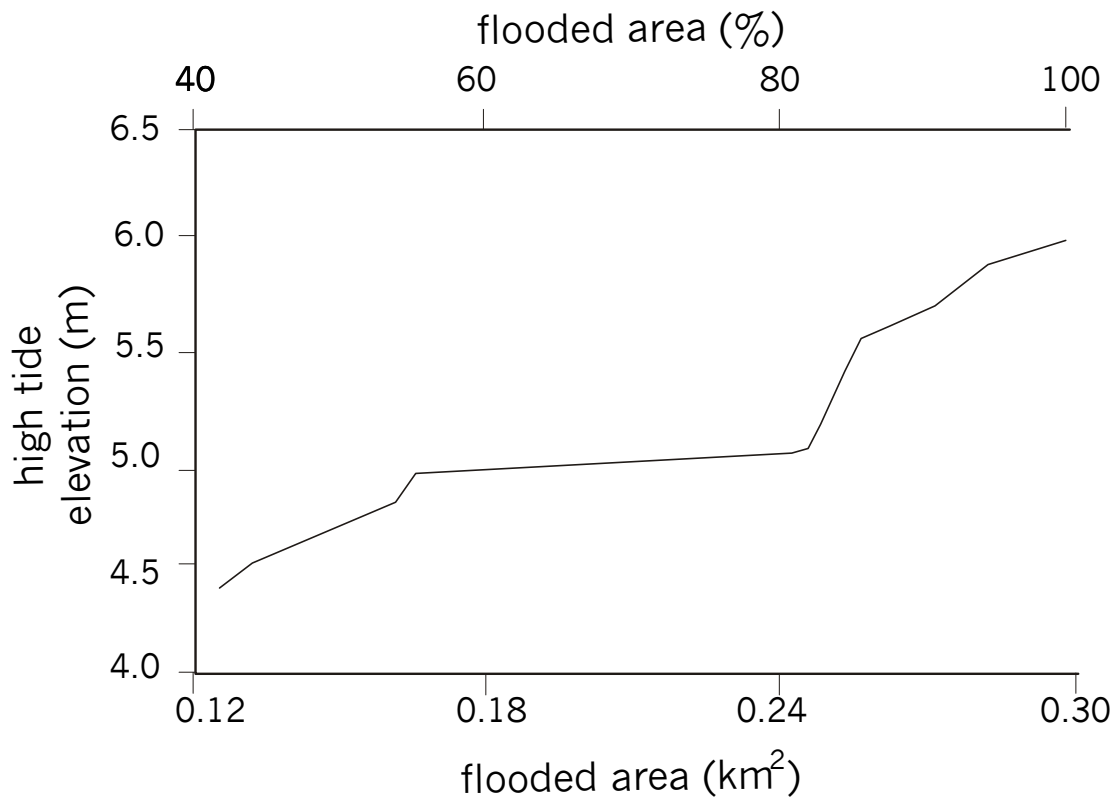 flooded area (%)
40 60 80 100
6.5
6.0
5.5
5.0
4.5
4.0
high tide
elevation (m)
0.12 0.18 0.24 0.30
flooded area (km²)